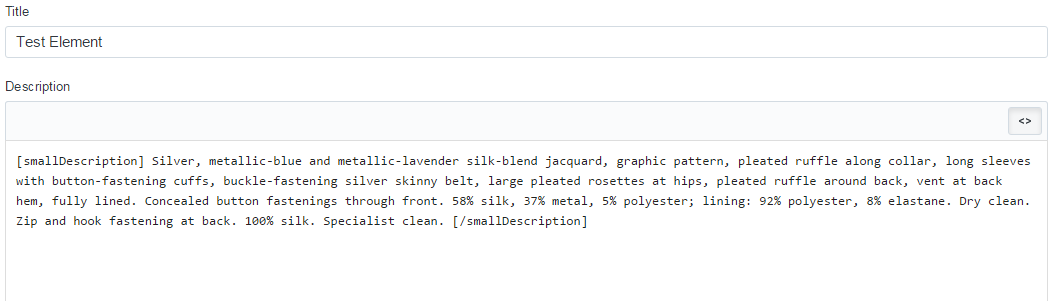 Title
Test Element
Description
<>
[smallDescription] Silver, metallic-blue and metallic-lavender silk-blend jacquard, graphic pattern, pleated ruffle along collar, long sleeves
with button-fastening cuffs, buckle-fastening silver skinny belt, large pleated rosettes at hips, pleated ruffle around back, vent at back
hem, fully lined. Concealed button fastenings through front. 58% silk, 37% metal, 5% polyester; lining: 92% polyester, 8% elastane. Dry clean.
Zip and hook fastening at back. 100% silk. Specialist clean. [/smallDescription]